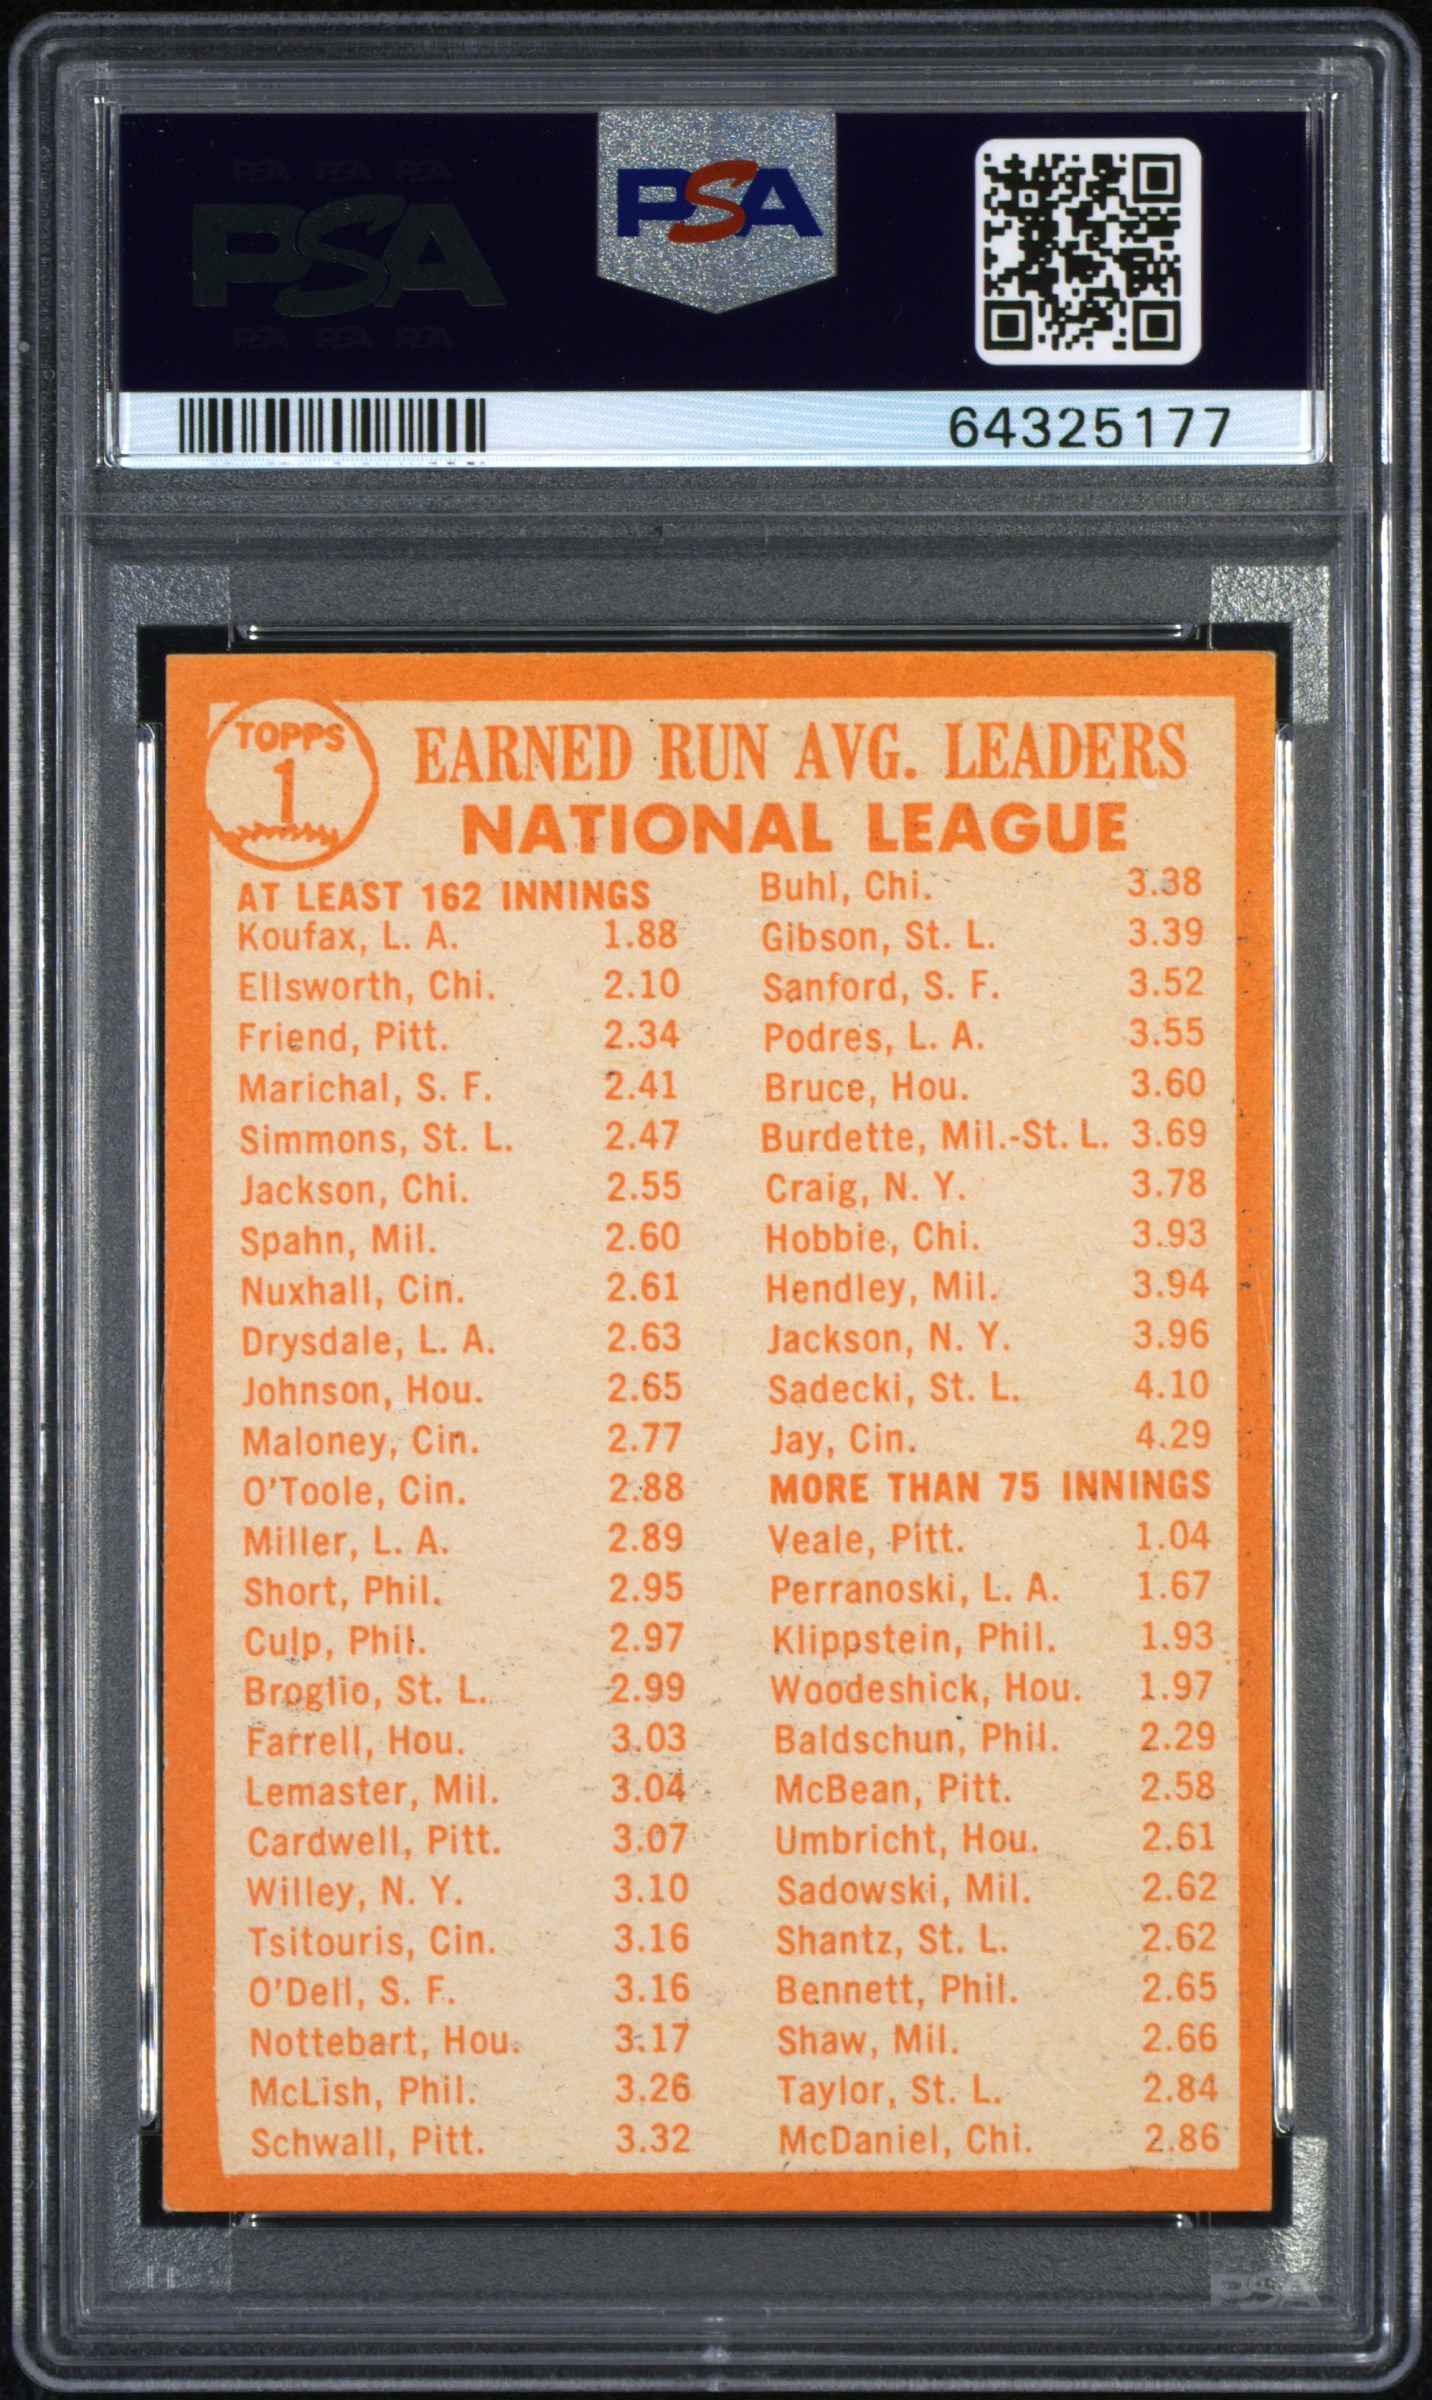 PSA PSA PSA
PSA
PSA PSA PSA
PSA
64325177
TOPPS
1
EARNED RUN AVG. LEADERS
NATIONAL LEAGUE
AT LEAST 162 INNINGS
Koufax, L. A. 1.88
Ellsworth, Chi. 2.10
Friend, Pitt. 2.34
Marichal, S. F. 2.41
Simmons, St. L. 2.47
Jackson, Chi. 2.55
Spahn, Mil. 2.60
Nuxhall, Cin. 2.61
Drysdale, L. A. 2.63
Johnson, Hou. 2.65
Maloney, Cin. 2.77
O'Toole, Cin. 2.88
Miller, L. A. 2.89
Short, Phil. 2.95
Culp, Phil. 2.97
Broglio, St. L. 2.99
Farrell, Hou. 3.03
Lemaster, Mil. 3.04
Cardwell, Pitt. 3.07
Willey, N. Y. 3.10
Tsitouris, Cin. 3.16
O'Dell, S. F. 3.16
Nottebart, Hou. 3.17
McLish, Phil. 3.26
Schwall, Pitt. 3.32
Buhl, Chi. 3.38
Gibson, St. L. 3.39
Sanford, S. F. 3.52
Podres, L. A. 3.55
Bruce, Hou. 3.60
Burdette, Mil.-St. L. 3.69
Craig, N. Y. 3.78
Hobbie, Chi. 3.93
Hendley, Mil. 3.94
Jackson, N. Y. 3.96
Sadecki, St. L. 4.10
Jay, Cin. 4.29
MORE THAN 75 INNINGS
Veale, Pitt. 1.04
Perranoski, L. A. 1.67
Klippstein, Phil. 1.93
Woodeshick, Hou. 1.97
Baldschun, Phil. 2.29
McBean, Pitt. 2.58
Umbricht, Hou. 2.61
Sadowski, Mil. 2.62
Shantz, St. L. 2.62
Bennett, Phil. 2.65
Shaw, Mil. 2.66
Taylor, St. L. 2.84
McDaniel, Chi. 2.86
PSA